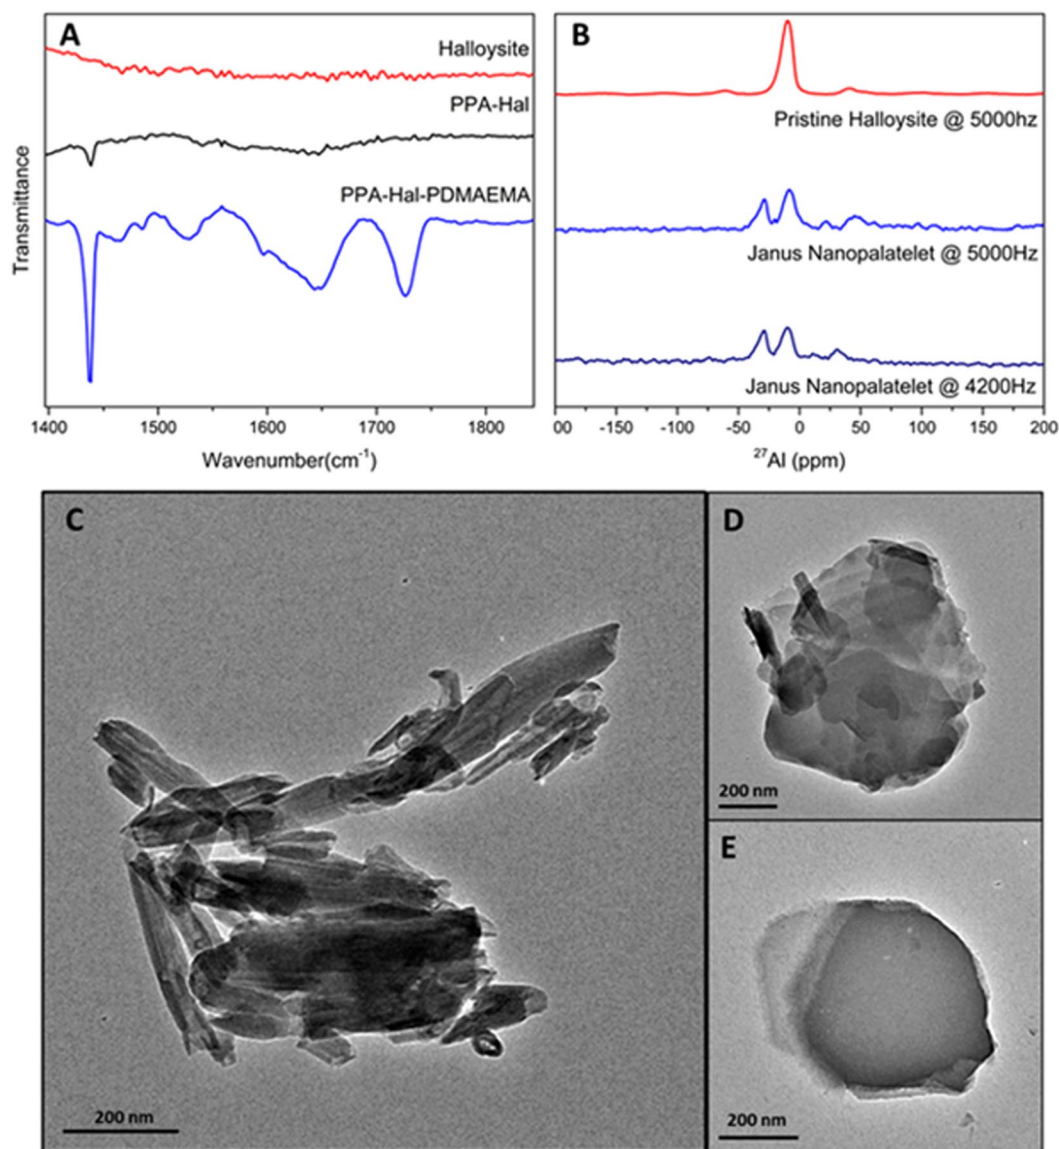 A
Halloysite
PPA-Hal
PPA-Hal-PDMAEMA
Transmittance
1400 1500 1600 1700 1800
Wavenumber(cm⁻¹)
B
Pristine Halloysite @ 5000hz
Janus Nanopalatelet @ 5000Hz
Janus Nanopalatelet @ 4200Hz
00 -150 -100 -50 0 50 100 150 200
²⁷Al (ppm)
C
200 nm
D
200 nm
E
200 nm